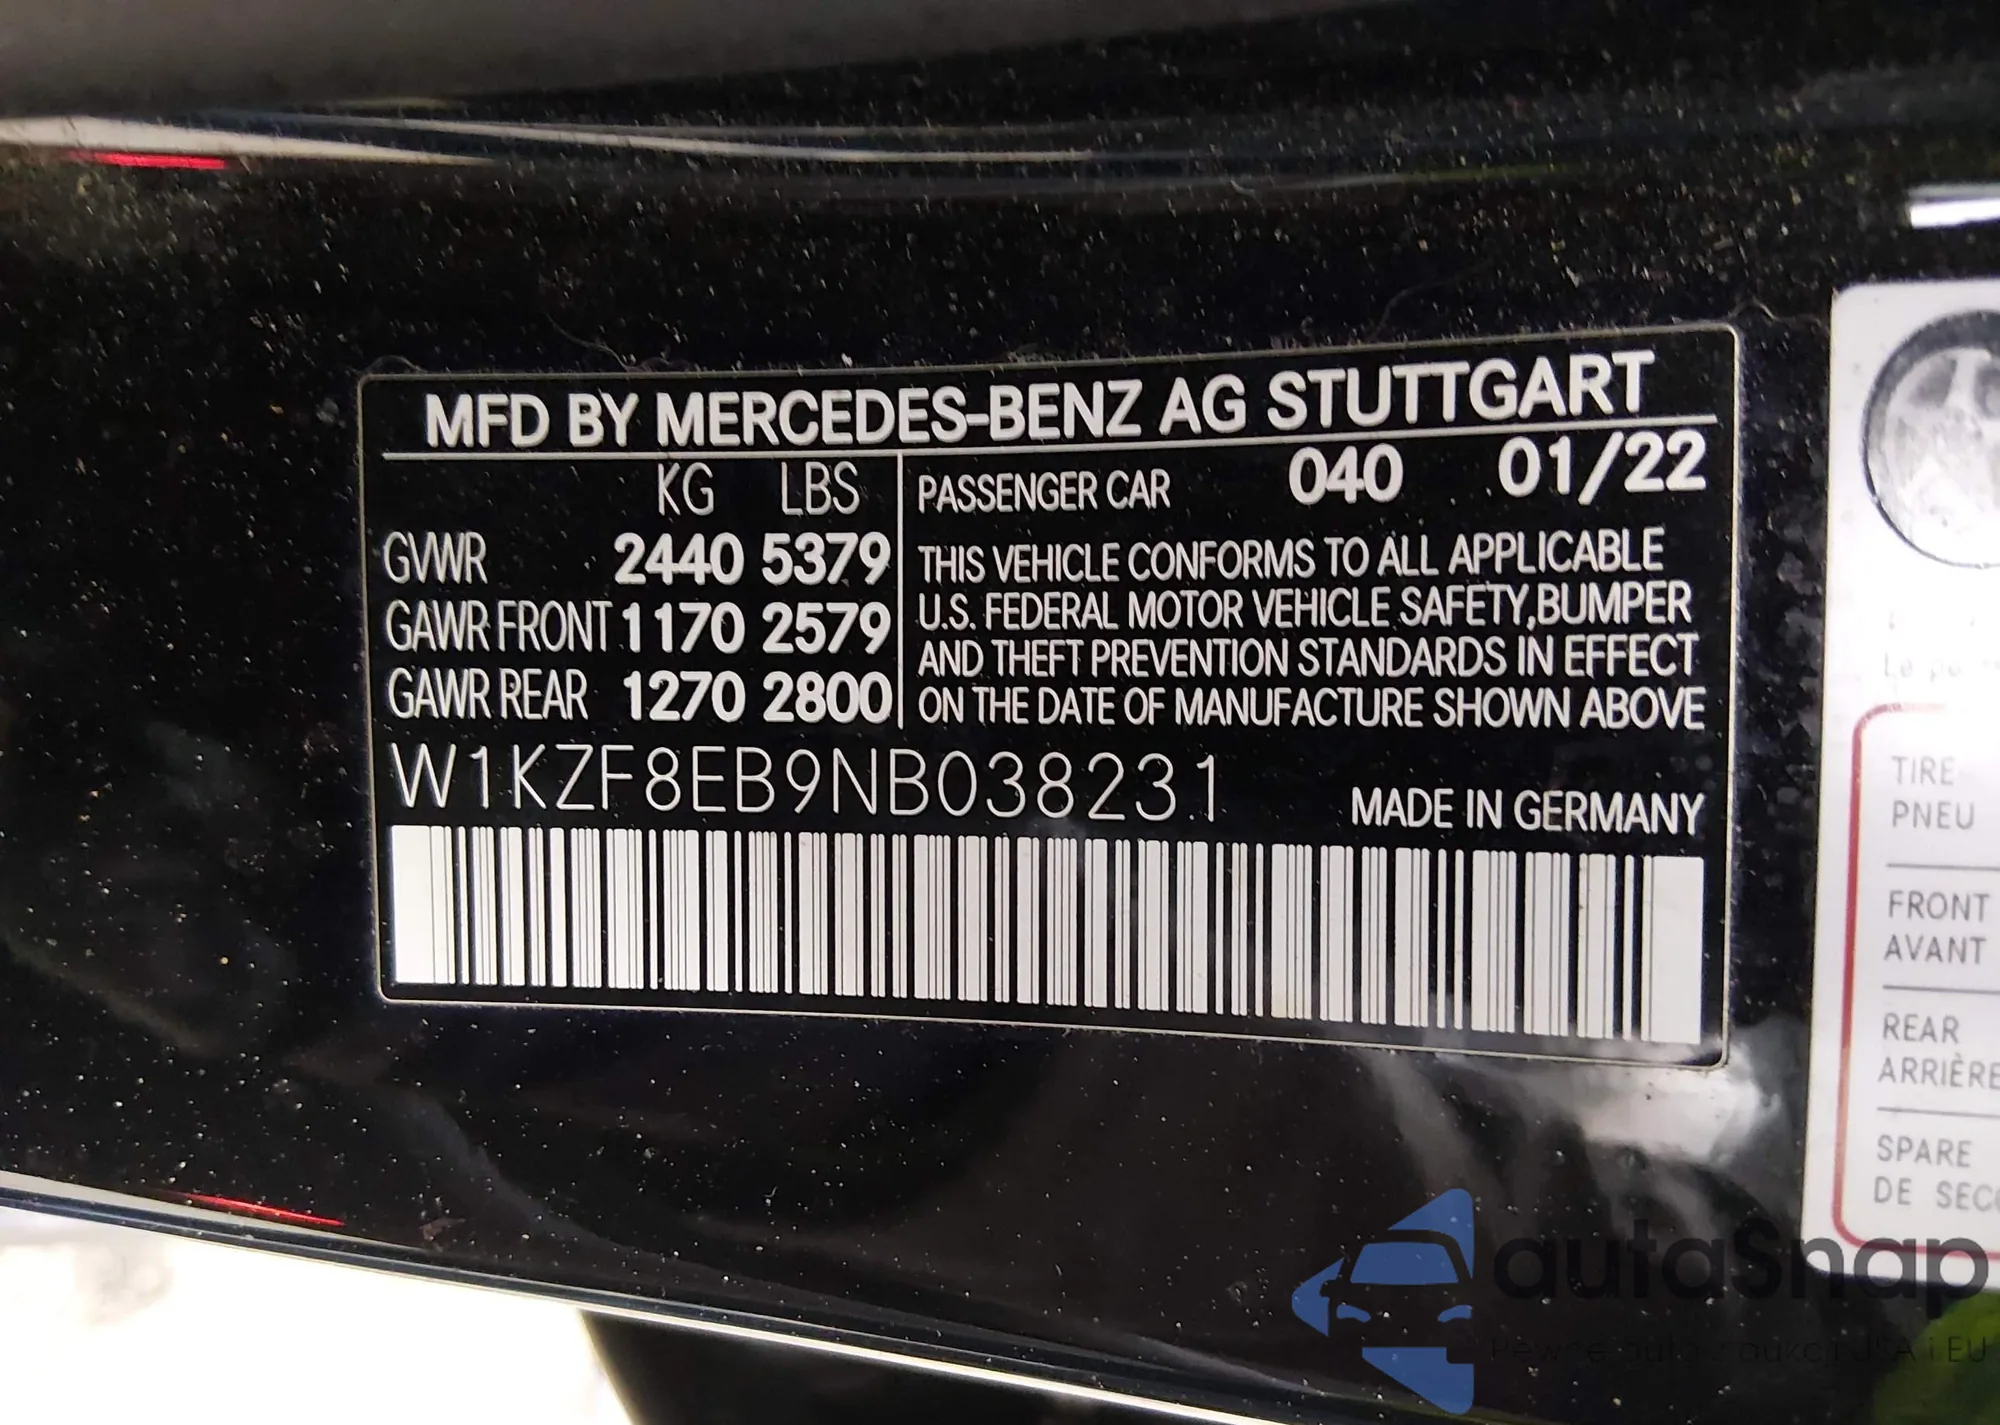 MFD BY MERCEDES-BENZ AG STUTTGART
KG LBS
GVWR 2440 5379
GAWR FRONT 1170 2579
GAWR REAR 1270 2800
PASSENGER CAR 040 01/22
THIS VEHICLE CONFORMS TO ALL APPLICABLE
U.S. FEDERAL MOTOR VEHICLE SAFETY,BUMPER
AND THEFT PREVENTION STANDARDS IN EFFECT
ON THE DATE OF MANUFACTURE SHOWN ABOVE
W1KZF8EB9NB038231
MADE IN GERMANY
TIRE
PNEU
FRONT
AVANT
REAR
ARRIÈRE
SPARE
DE
autaSnap